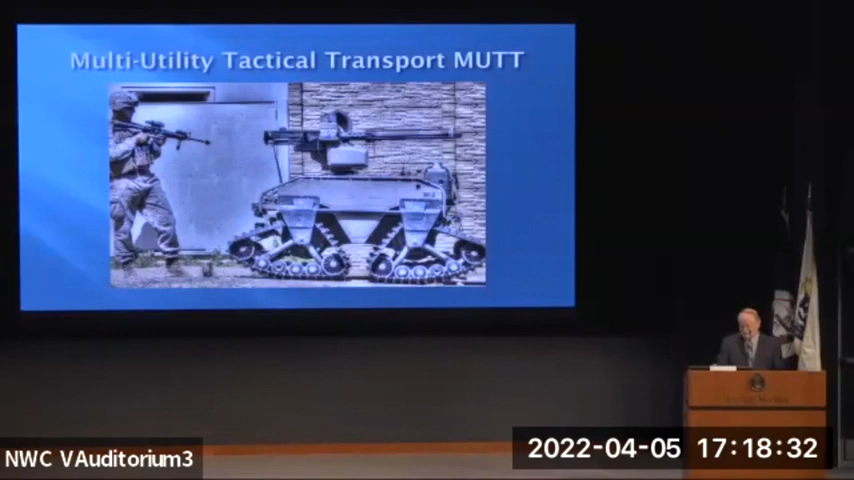 Multi-Utility Tactical Transport MUTT
NWC VAuditorium3
2022-04-05 17:18:32